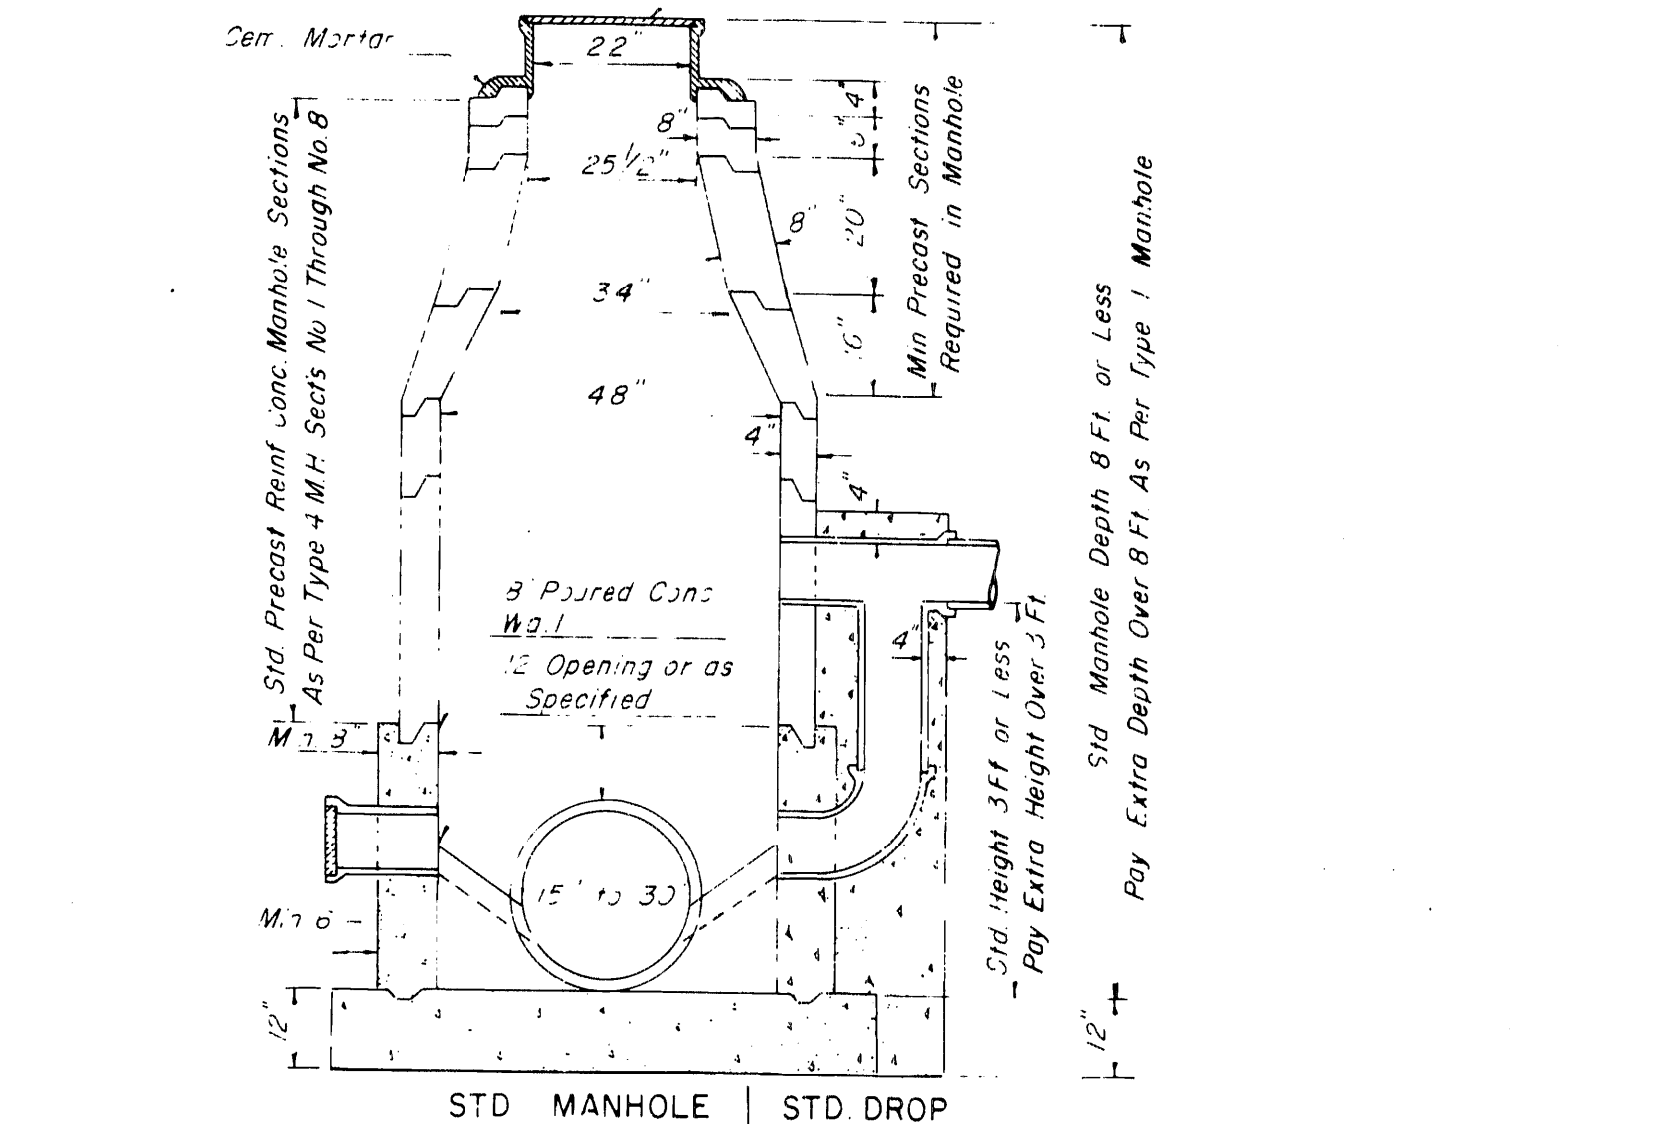 Cem. Mortar
22"
8"
25 1/2"
4"
20"
8"
34"
48"
4"
4"
Min Precast Sections
Required in Manhole
Std. Precast Reinf Conc. Manhole Sections
As Per Type 4 M.H. Sects No 1 Through No. 8
8" Poured Conc
Wall
12 Opening or as
Specified
4"
Min 8"
15" to 30
Min 6
12"
Std. Height 3 Ft or Less
Pay Extra Height Over 3 Ft.
Std Manhole Depth 8 Ft. or Less
Pay Extra Depth Over 8 Ft. As Per Type 1 Manhole
12"
STD MANHOLE | STD. DROP